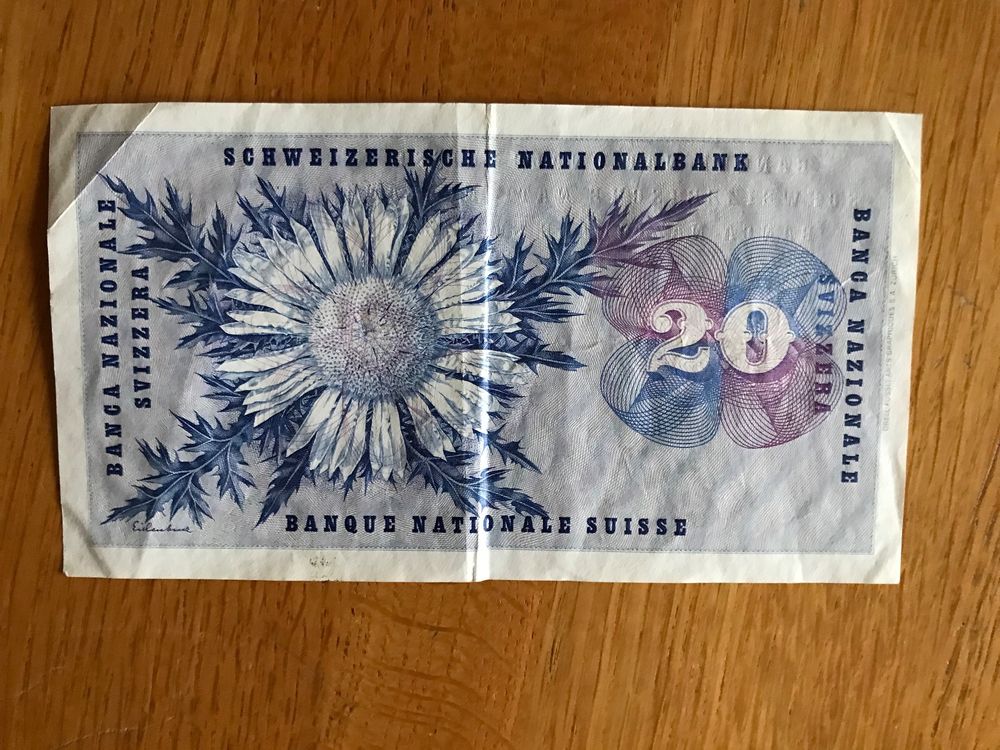 SCHWEIZERISCHE NATIONALBANK
BANCA NAZIONALE
SVIZZERA
20
BANCA NAZIONALE
SVIZZERA
BANQUE NATIONALE SUISSE